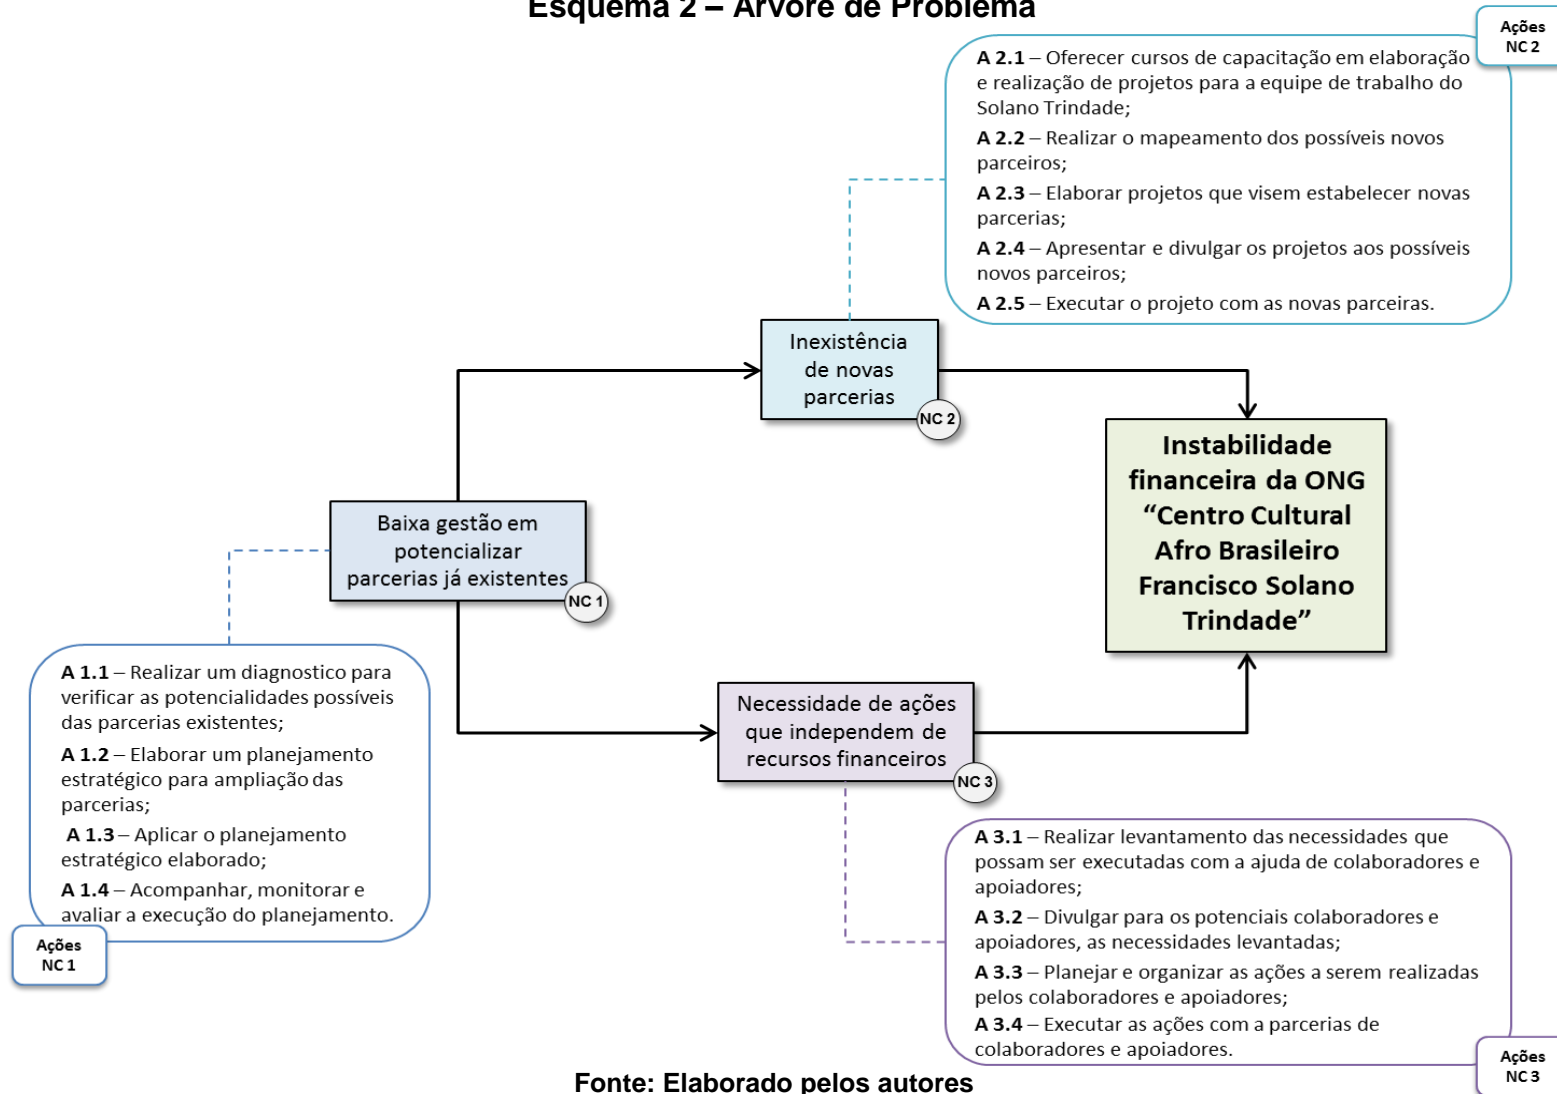 Esquema 2 – Árvore de Problema
Ações
NC 2
A 2.1 – Oferecer cursos de capacitação em elaboração
e realização de projetos para a equipe de trabalho do
Solano Trindade;
A 2.2 – Realizar o mapeamento dos possíveis novos
parceiros;
A 2.3 – Elaborar projetos que visem estabelecer novas
parcerias;
A 2.4 – Apresentar e divulgar os projetos aos possíveis
novos parceiros;
A 2.5 – Executar o projeto com as novas parceiras.
Inexistência
de novas
parcerias
NC 2
Instabilidade
financeira da ONG
“Centro Cultural
Afro Brasileiro
Francisco Solano
Trindade”
Baixa gestão em
potencializar
parcerias já existentes
NC 1
A 1.1 – Realizar um diagnostico para
verificar as potencialidades possíveis
das parcerias existentes;
A 1.2 – Elaborar um planejamento
estratégico para ampliação das
parcerias;
A 1.3 – Aplicar o planejamento
estratégico elaborado;
A 1.4 – Acompanhar, monitorar e
avaliar a execução do planejamento.
Ações
NC 1
Necessidade de ações
que independem de
recursos financeiros
NC 3
A 3.1 – Realizar levantamento das necessidades que
possam ser executadas com a ajuda de colaboradores e
apoiadores;
A 3.2 – Divulgar para os potenciais colaboradores e
apoiadores, as necessidades levantadas;
A 3.3 – Planejar e organizar as ações a serem realizadas
pelos colaboradores e apoiadores;
A 3.4 – Executar as ações com a parcerias de
colaboradores e apoiadores.
Ações
NC 3
Fonte: Elaborado pelos autores